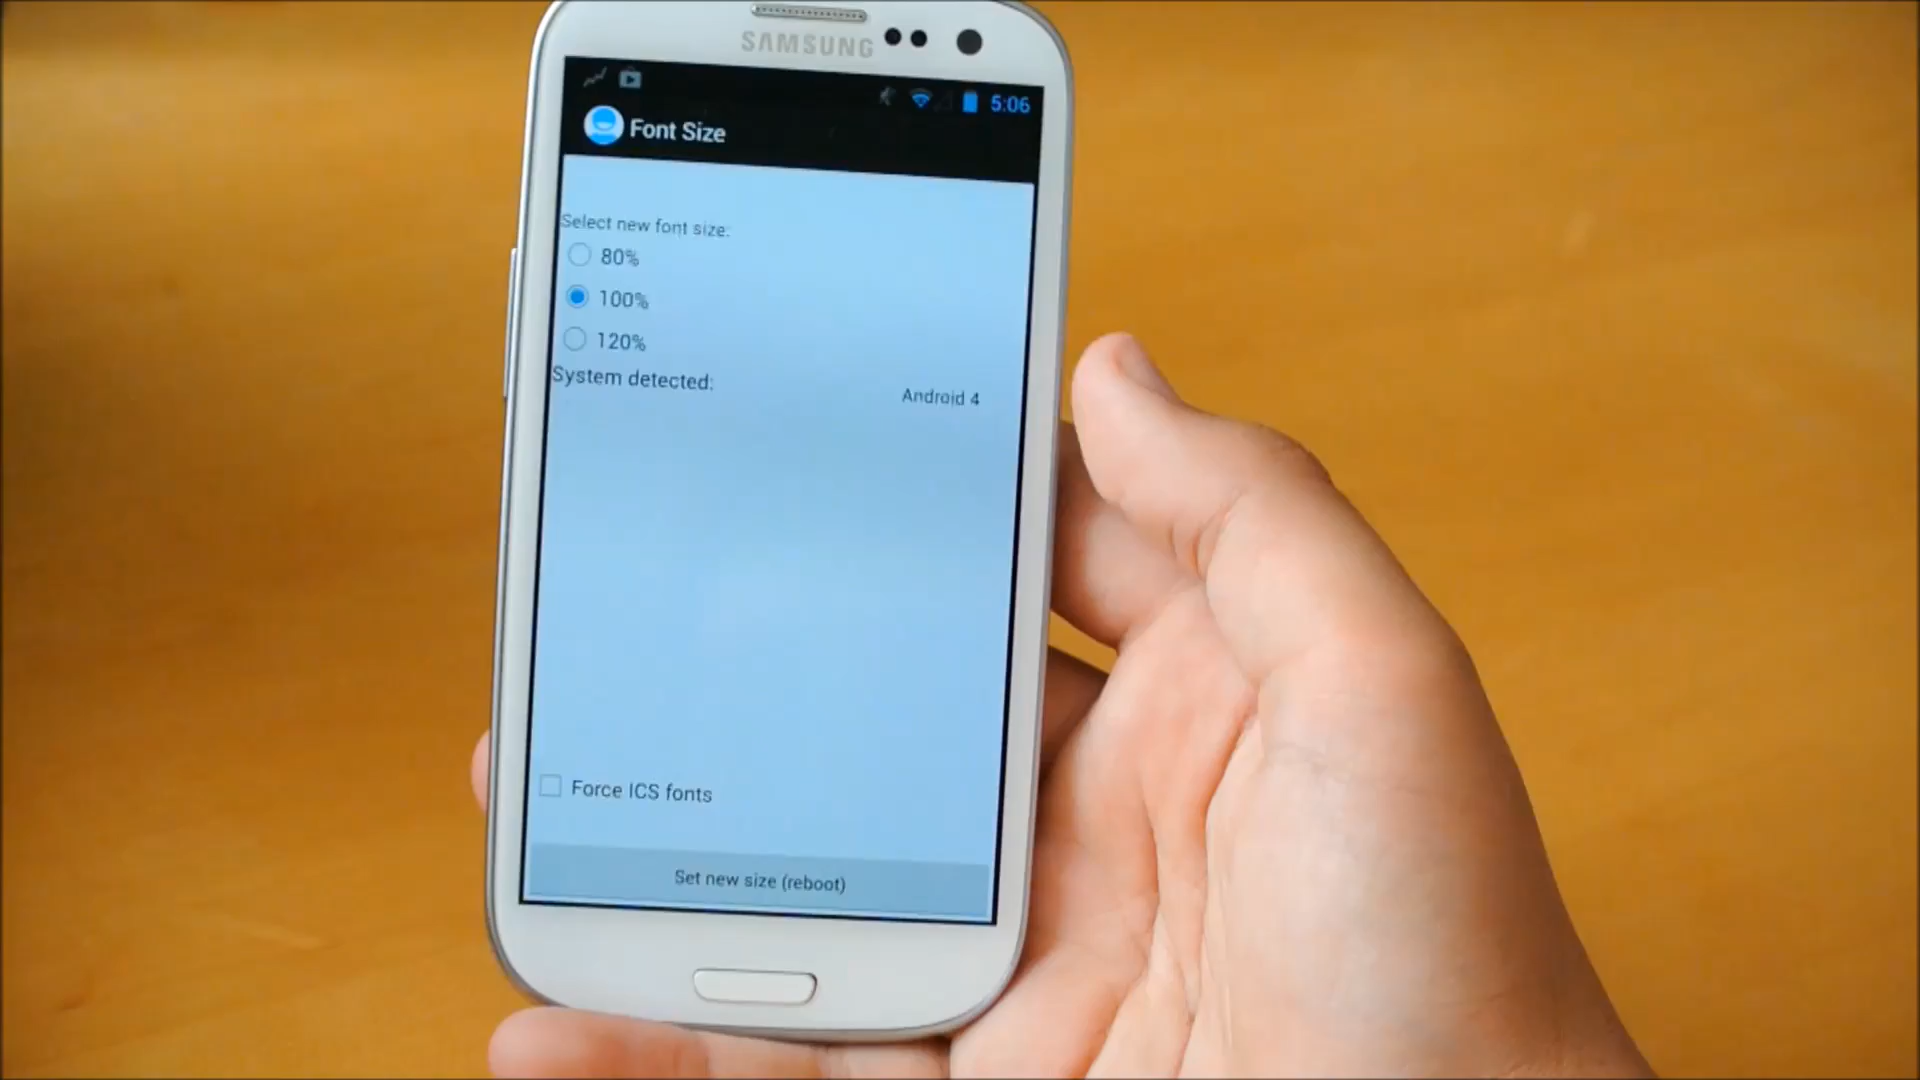 SAMSUNG
5:06
Font Size
Select new font size:
80%
100%
120%
System detected:
Android 4
Force ICS fonts
Set new size (reboot)